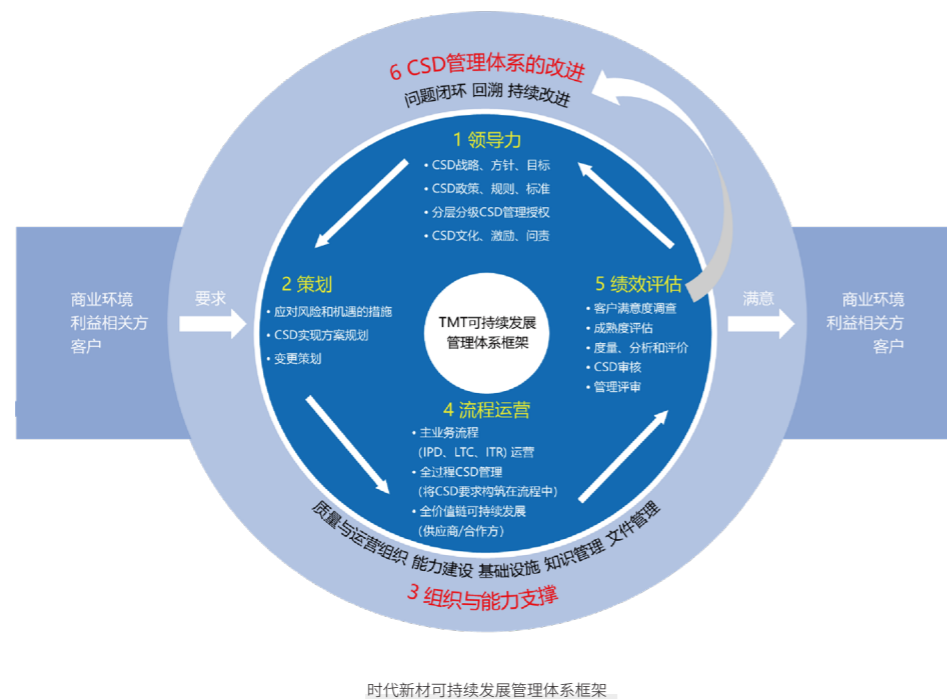 6 CSD管理体系的改进
问题闭环 回溯 持续改进
1 领导力
• CSD战略、方针、目标
• CSD政策、规则、标准
• 分层分级CSD管理授权
• CSD文化、激励、问责
商业环境
利益相关方
客户
要求
2 策划
• 应对风险和机遇的措施
• CSD实现方案规划
• 变更策划
TMT可持续发展
管理体系框架
5 绩效评估
• 客户满意度调查
• 成熟度评估
• 度量、分析和评价
• CSD审核
• 管理评审
满意
商业环境
利益相关方
客户
4 流程运营
• 主业务流程
（IPD、LTC、ITR) 运营
• 全过程CSD管理
（将CSD要求构筑在流程中）
• 全价值链可持续发展
（供应商/合作方）
质量与运营组织 能力建设 基础设施 知识管理 文件管理
3 组织与能力支撑
时代新材可持续发展管理体系框架